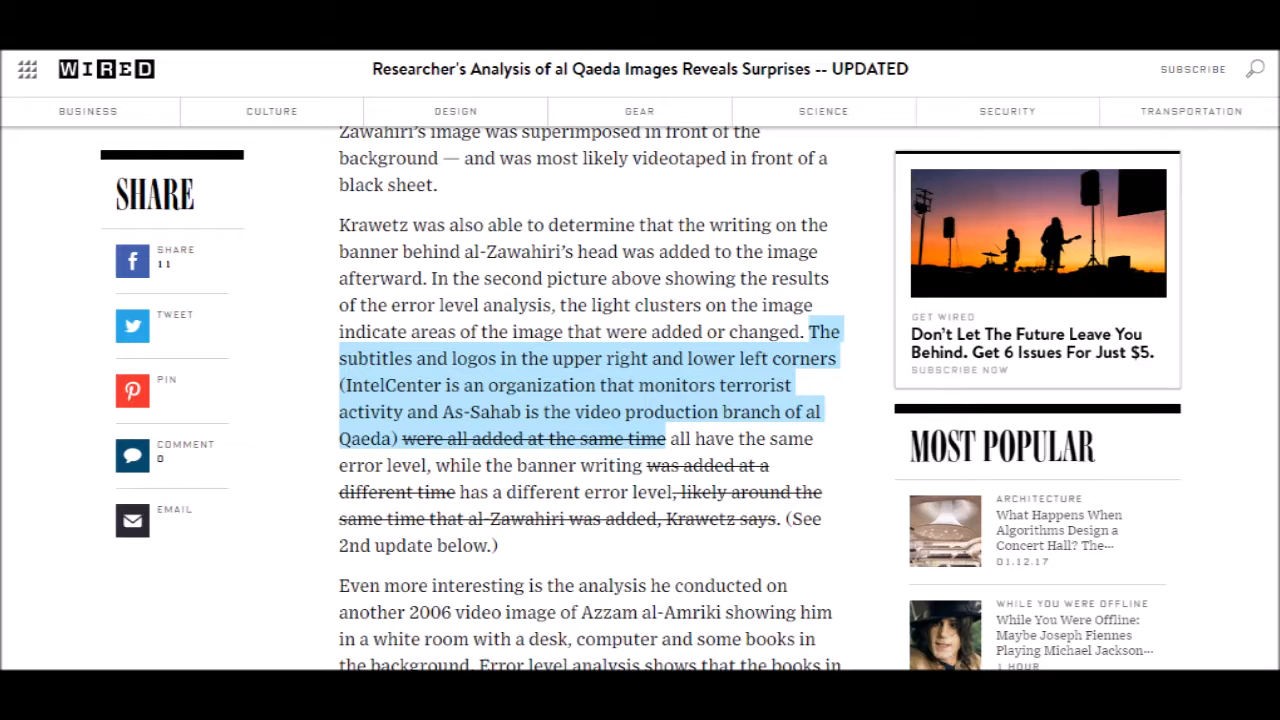 WIRED
Researcher's Analysis of al Qaeda Images Reveals Surprises -- UPDATED
SUBSCRIBE
BUSINESS
CULTURE
DESIGN
GEAR
SCIENCE
SECURITY
TRANSPORTATION
SHARE
SHARE
11
TWEET
PIN
COMMENT
0
EMAIL
Zawahiri’s image was superimposed in front of the
background — and was most likely videotaped in front of a
black sheet.
Krawetz was also able to determine that the writing on the
banner behind al-Zawahiri’s head was added to the image
afterward. In the second picture above showing the results
of the error level analysis, the light clusters on the image
indicate areas of the image that were added or changed. The
subtitles and logos in the upper right and lower left corners
(IntelCenter is an organization that monitors terrorist
activity and As-Sahab is the video production branch of al
Qaeda) were all added at the same time all have the same
error level, while the banner writing was added at a
different time has a different error level, likely around the
same time that al-Zawahiri was added, Krawetz says. (See
2nd update below.)
Even more interesting is the analysis he conducted on
another 2006 video image of Azzam al-Amriki showing him
in a white room with a desk, computer and some books in
the background. Error level analysis shows that the books in
GET WIRED
Don’t Let The Future Leave You
Behind. Get 6 Issues For Just $5.
SUBSCRIBE NOW
MOST POPULAR
ARCHITECTURE
What Happens When
Algorithms Design a
Concert Hall? The...
01.12.17
WHILE YOU WERE OFFLINE
While You Were Offline:
Maybe Joseph Fiennes
Playing Michael Jackson...
1 HOUR